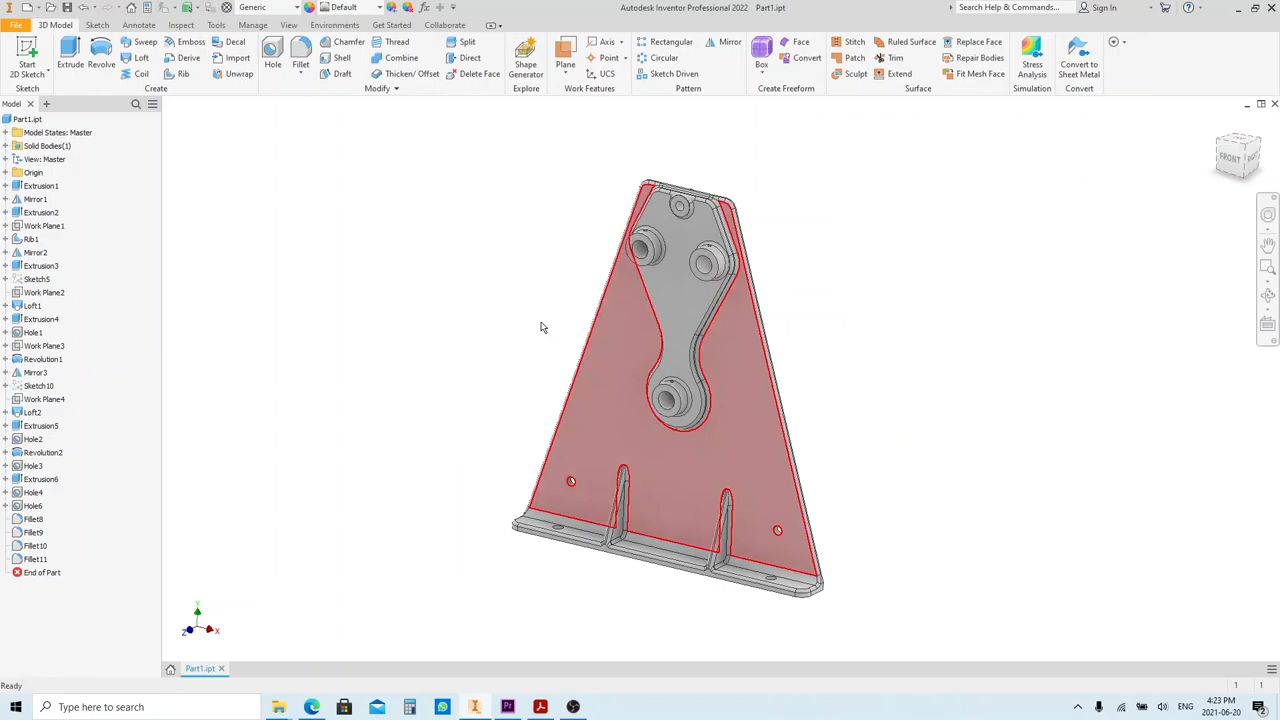 Generic
Default
Autodesk Inventor Professional 2022 Part1.ipt
Search Help & Commands...
Sign In
File
3D Model
Sketch
Annotate
Inspect
Tools
Manage
View
Environments
Get Started
Collaborate
Start
2D Sketch
Sketch
Extrude
Revolve
Sweep
Loft
Coil
Emboss
Derive
Rib
Decal
Import
Unwrap
Create
Hole
Fillet
Chamfer
Shell
Draft
Thread
Combine
Thicken/ Offset
Split
Direct
Delete Face
Modify
Shape
Generator
Explore
Plane
Axis
Point
UCS
Work Features
Rectangular
Circular
Sketch Driven
Mirror
Pattern
Box
Face
Convert
Create Freeform
Stitch
Patch
Sculpt
Ruled Surface
Trim
Extend
Replace Face
Repair Bodies
Fit Mesh Face
Surface
Stress
Analysis
Simulation
Convert to
Sheet Metal
Convert
Model
Part1.ipt
Model States: Master
Solid Bodies(1)
View: Master
Origin
Extrusion1
Mirror1
Extrusion2
Work Plane1
Rib1
Mirror2
Extrusion3
Sketch5
Work Plane2
Loft1
Extrusion4
Hole1
Work Plane3
Revolution1
Mirror3
Sketch10
Work Plane4
Loft2
Extrusion5
Hole2
Revolution2
Hole3
Extrusion6
Hole4
Hole6
Fillet8
Fillet9
Fillet10
Fillet11
End of Part
FRONT
Y
Z
X
Part1.ipt
Ready
1
1
Type here to search
ENG
4:23 PM
2021-06-20
2